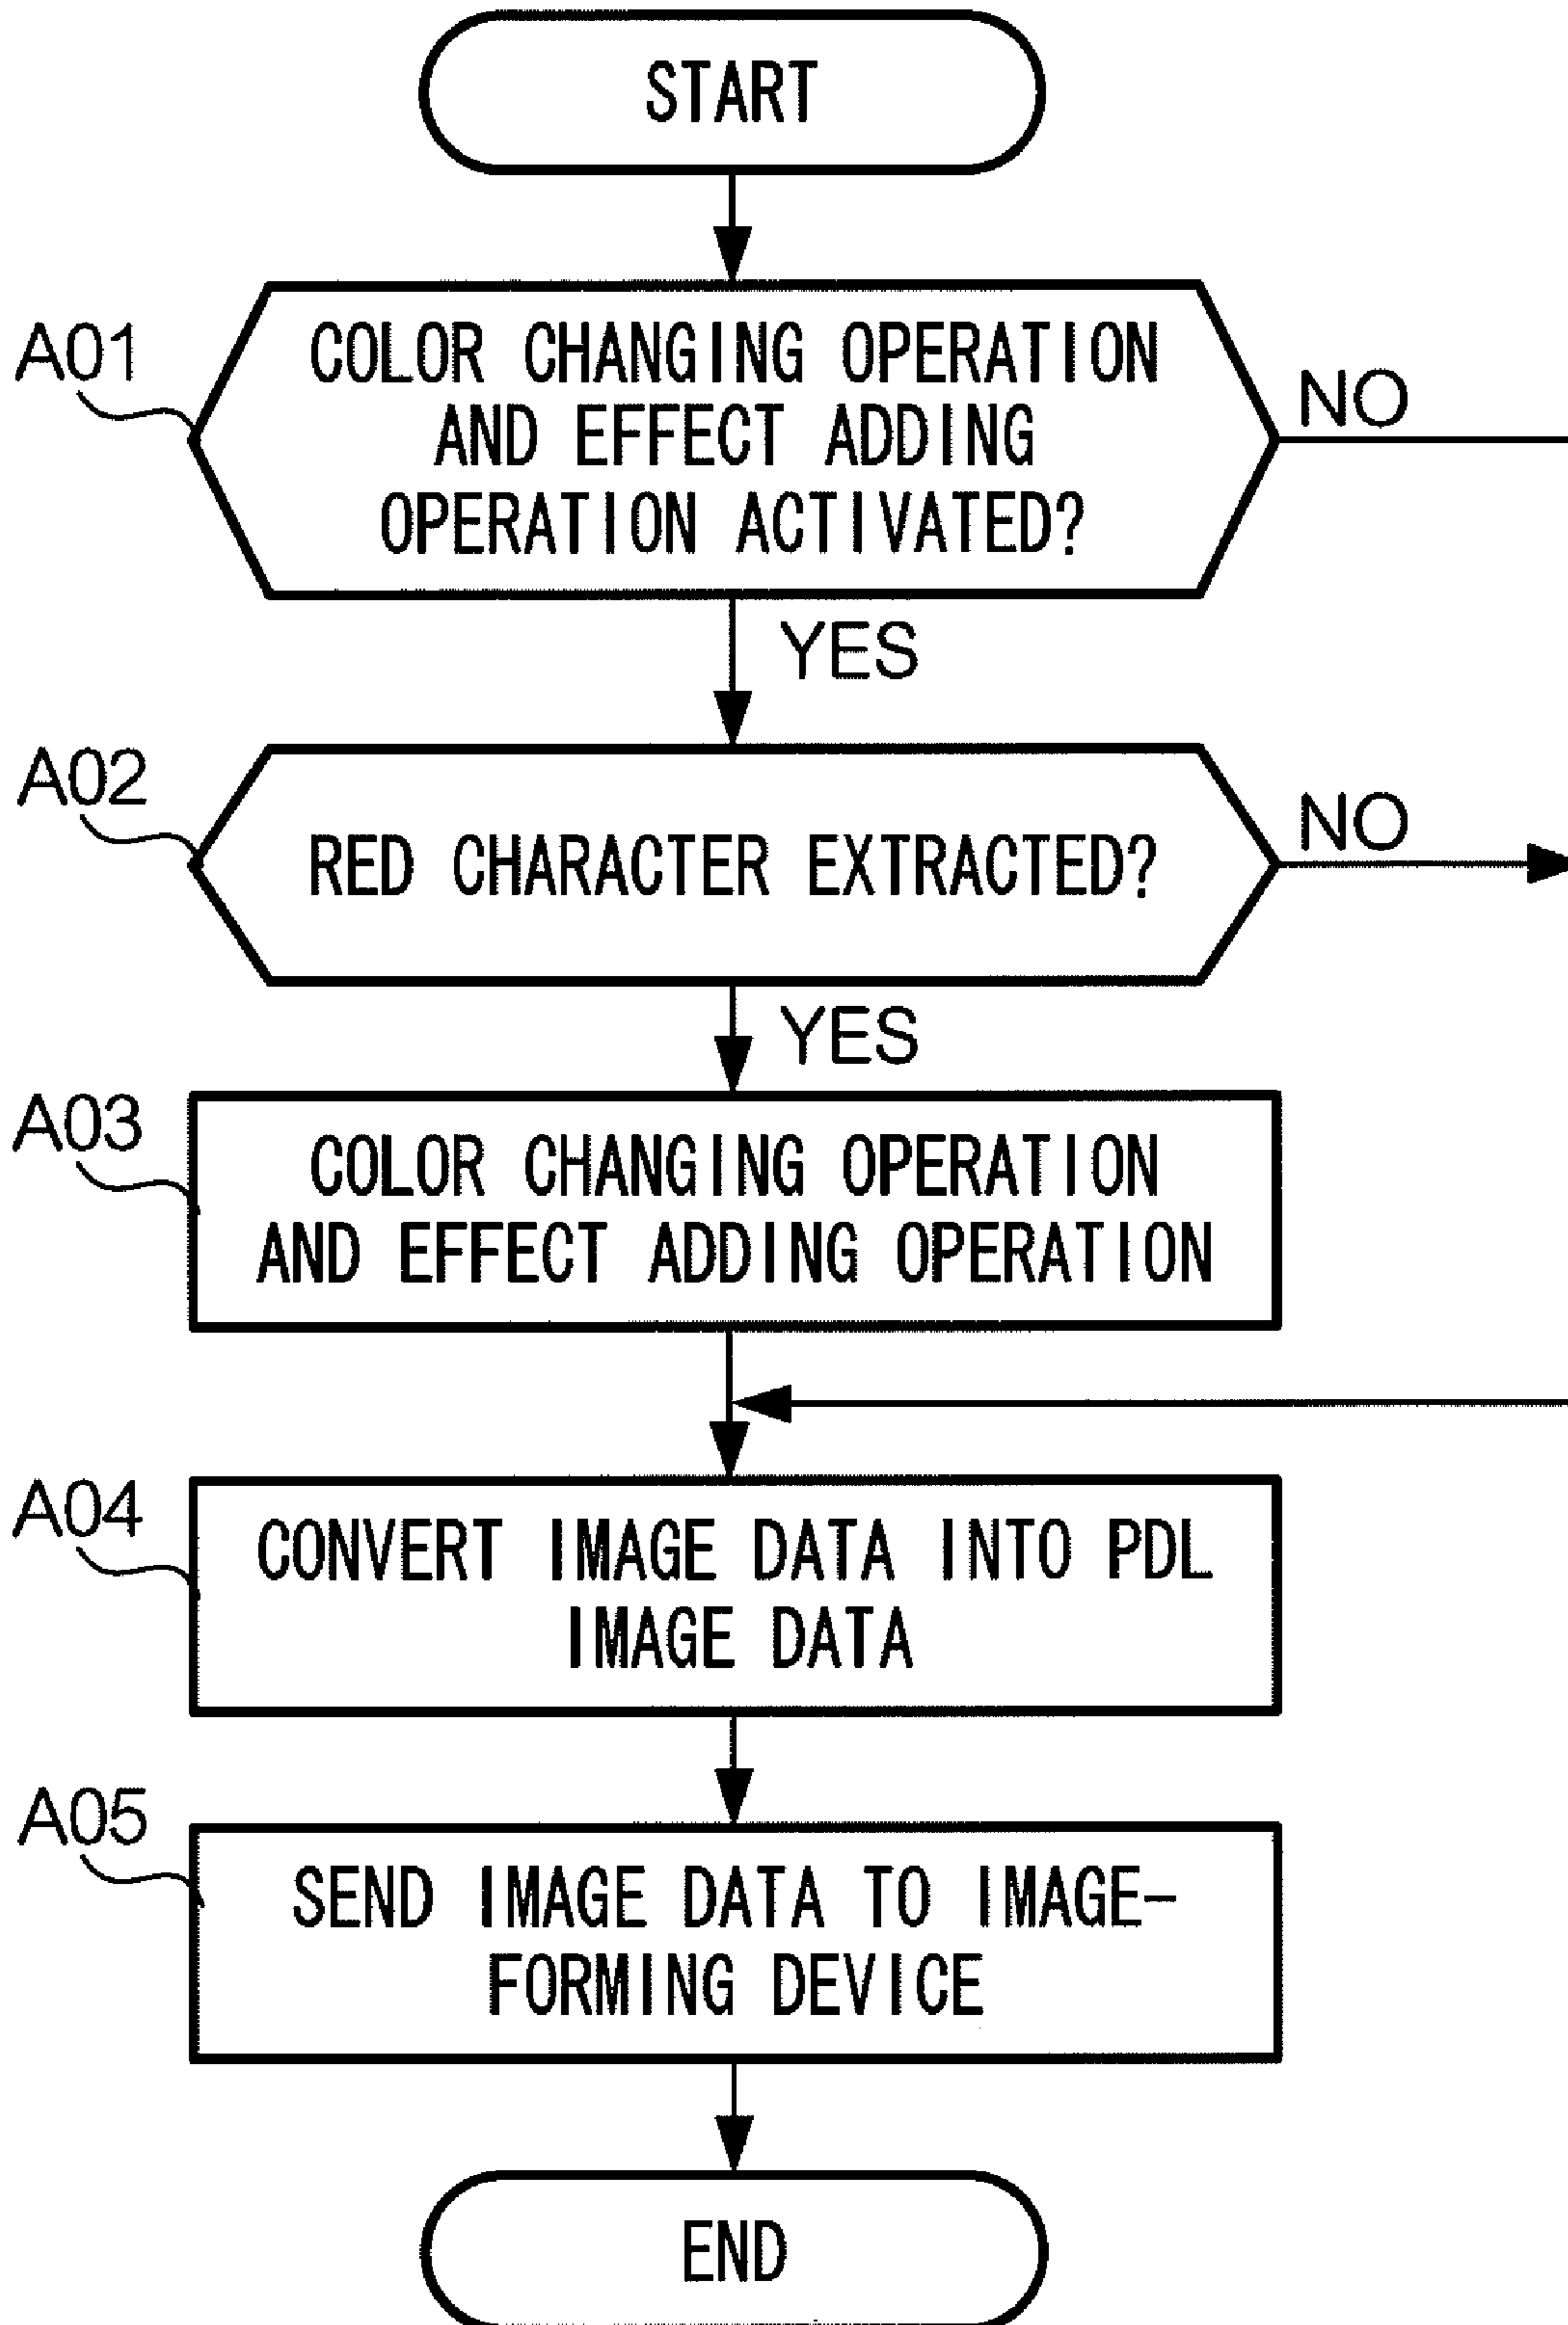 START
A01
COLOR CHANGING OPERATION
AND EFFECT ADDING
OPERATION ACTIVATED?
NO
YES
A02
RED CHARACTER EXTRACTED?
NO
YES
A03
COLOR CHANGING OPERATION
AND EFFECT ADDING OPERATION
A04
CONVERT IMAGE DATA INTO PDL
IMAGE DATA
A05
SEND IMAGE DATA TO IMAGE-
FORMING DEVICE
END